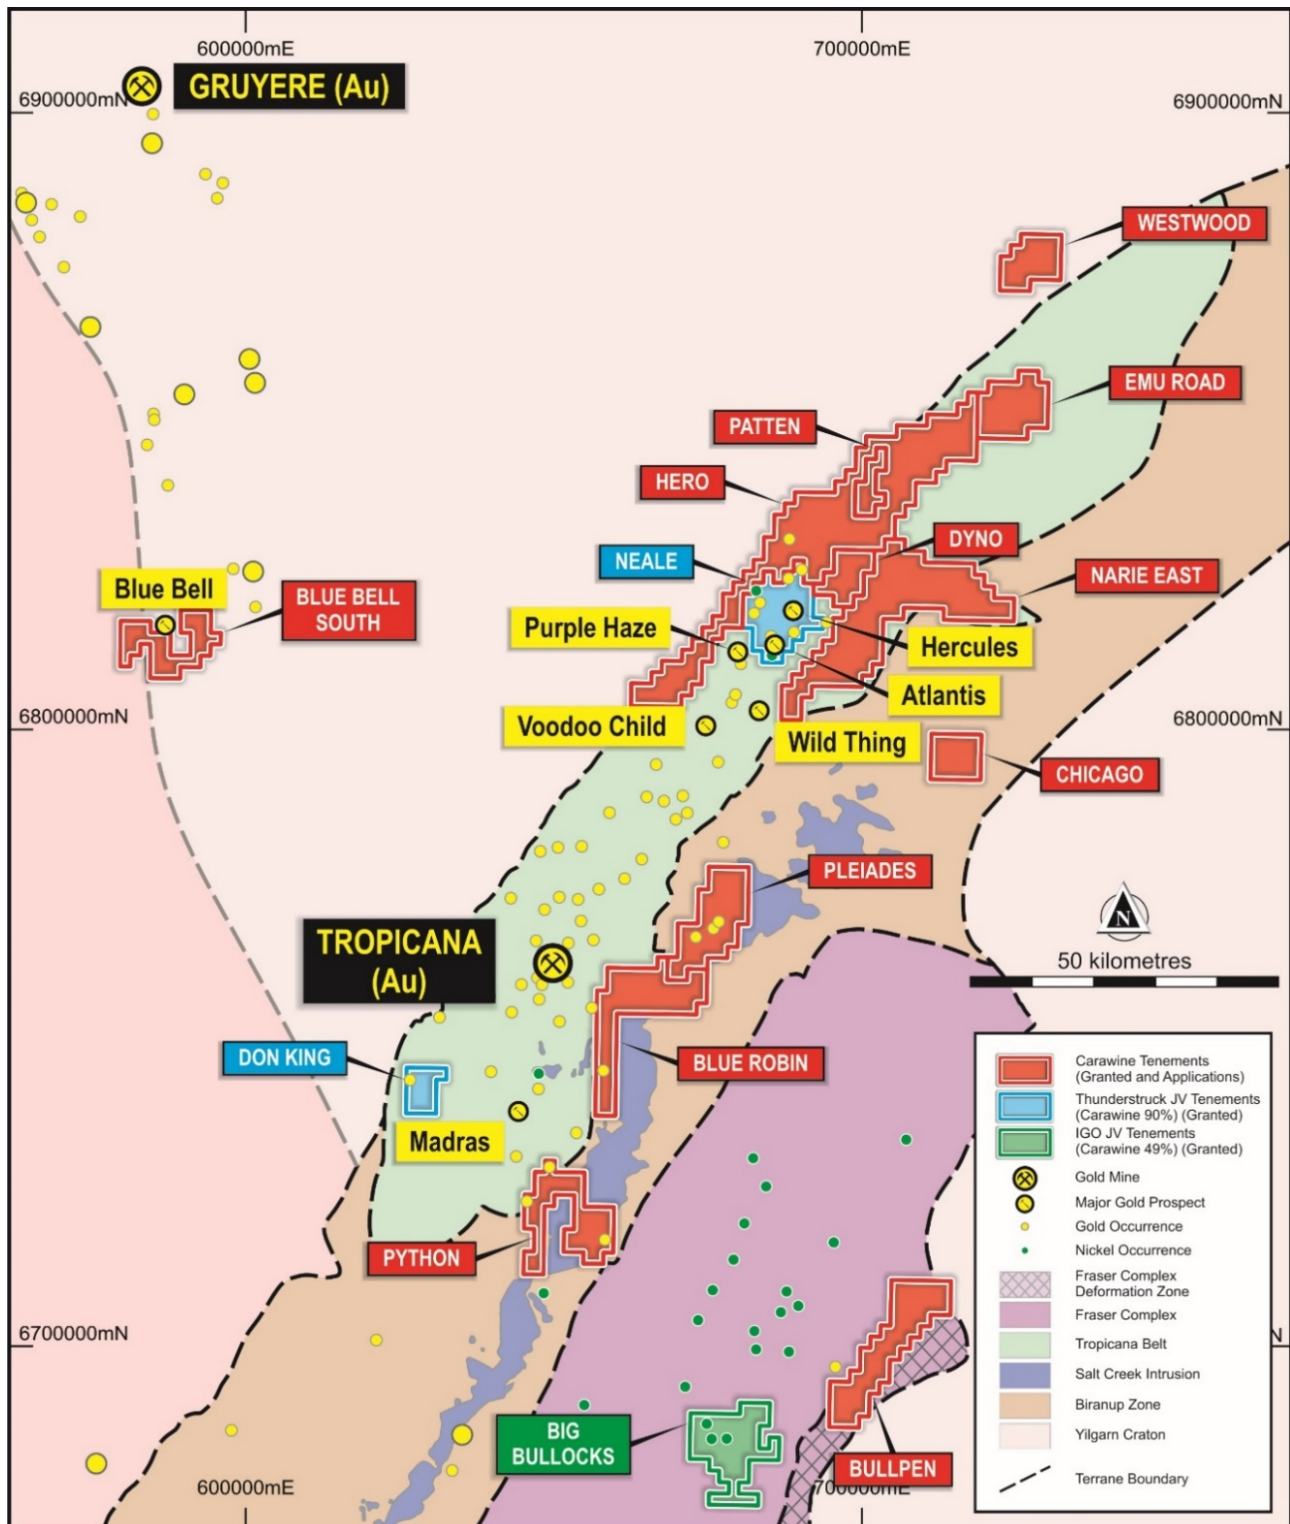 600000mE
700000mE
GRUYERE (Au)
6900000mN
6900000mN
WESTWOOD
EMU ROAD
PATTEN
HERO
DYNO
NEALE
NARIE EAST
Blue Bell
BLUE BELL
SOUTH
Purple Haze
Hercules
Atlantis
6800000mN
Voodoo Child
Wild Thing
CHICAGO
PLEIADES
TROPICANA
(Au)
N
50 kilometres
DON KING
BLUE ROBIN
Madras
PYTHON
6700000mN
N
BIG
BULLOCKS
BULLPEN
600000mE
700000mE
Carawine Tenements
(Granted and Applications)
Thunderstruck JV Tenements
(Carawine 90%) (Granted)
IGO JV Tenements
(Carawine 49%) (Granted)
Gold Mine
Major Gold Prospect
Gold Occurrence
Nickel Occurrence
Fraser Complex
Deformation Zone
Fraser Complex
Tropicana Belt
Salt Creek Intrusion
Biranup Zone
Yilgarn Craton
Terrane Boundary